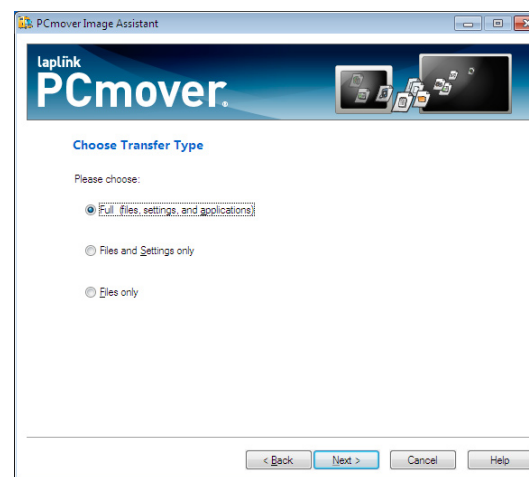 PCmover Image Assistant
laplink
PCmover.
Choose Transfer Type
Please choose:
Full (files, settings, and applications)
Files and Settings only
Files only
< Back Next > Cancel Help